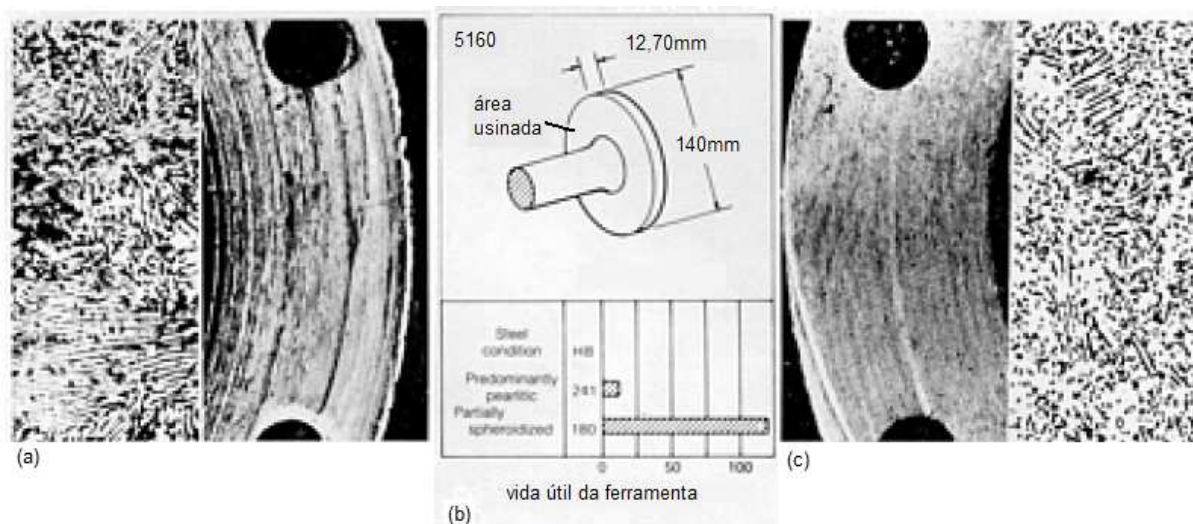 5160
12,70mm
área
usinada
140mm
Steel
condition
HB
Predominantly
pearlitic
241
Partially
spheroidized
180
0
50
100
vida útil da ferramenta
(a)
(b)
(c)